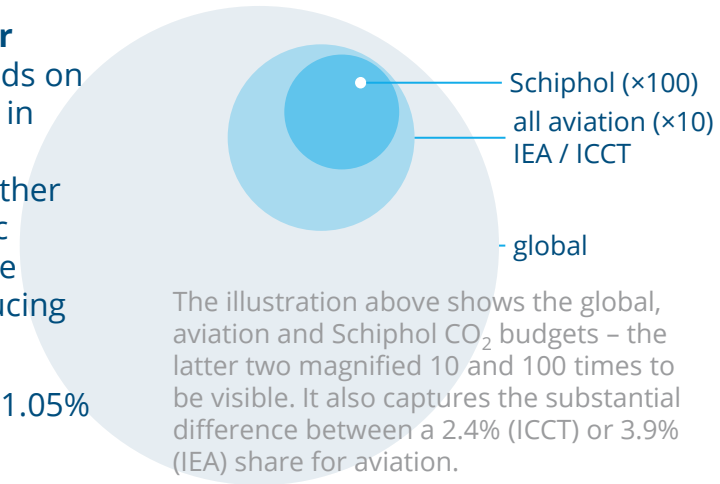 r
ds on
in
ther
c
e
ucing
1.05%
Schiphol (×100)
all aviation (×10)
IEA / ICCT
global
The illustration above shows the global,
aviation and Schiphol CO₂ budgets – the
latter two magnified 10 and 100 times to
be visible. It also captures the substantial
difference between a 2.4% (ICCT) or 3.9%
(IEA) share for aviation.